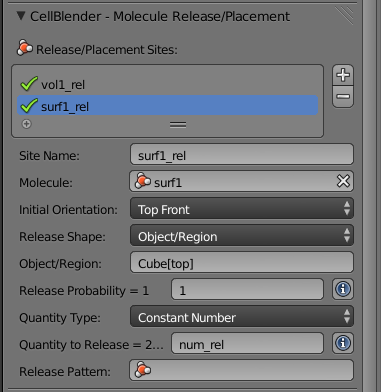 CellBlender - Molecule Release/Placement
Release/Placement Sites:
vol1_rel
surf1_rel
Site Name: surf1_rel
Molecule: surf1
Initial Orientation: Top Front
Release Shape: Object/Region
Object/Region: Cube[top]
Release Probability = 1 1
Quantity Type: Constant Number
Quantity to Release = 2... num_rel
Release Pattern: